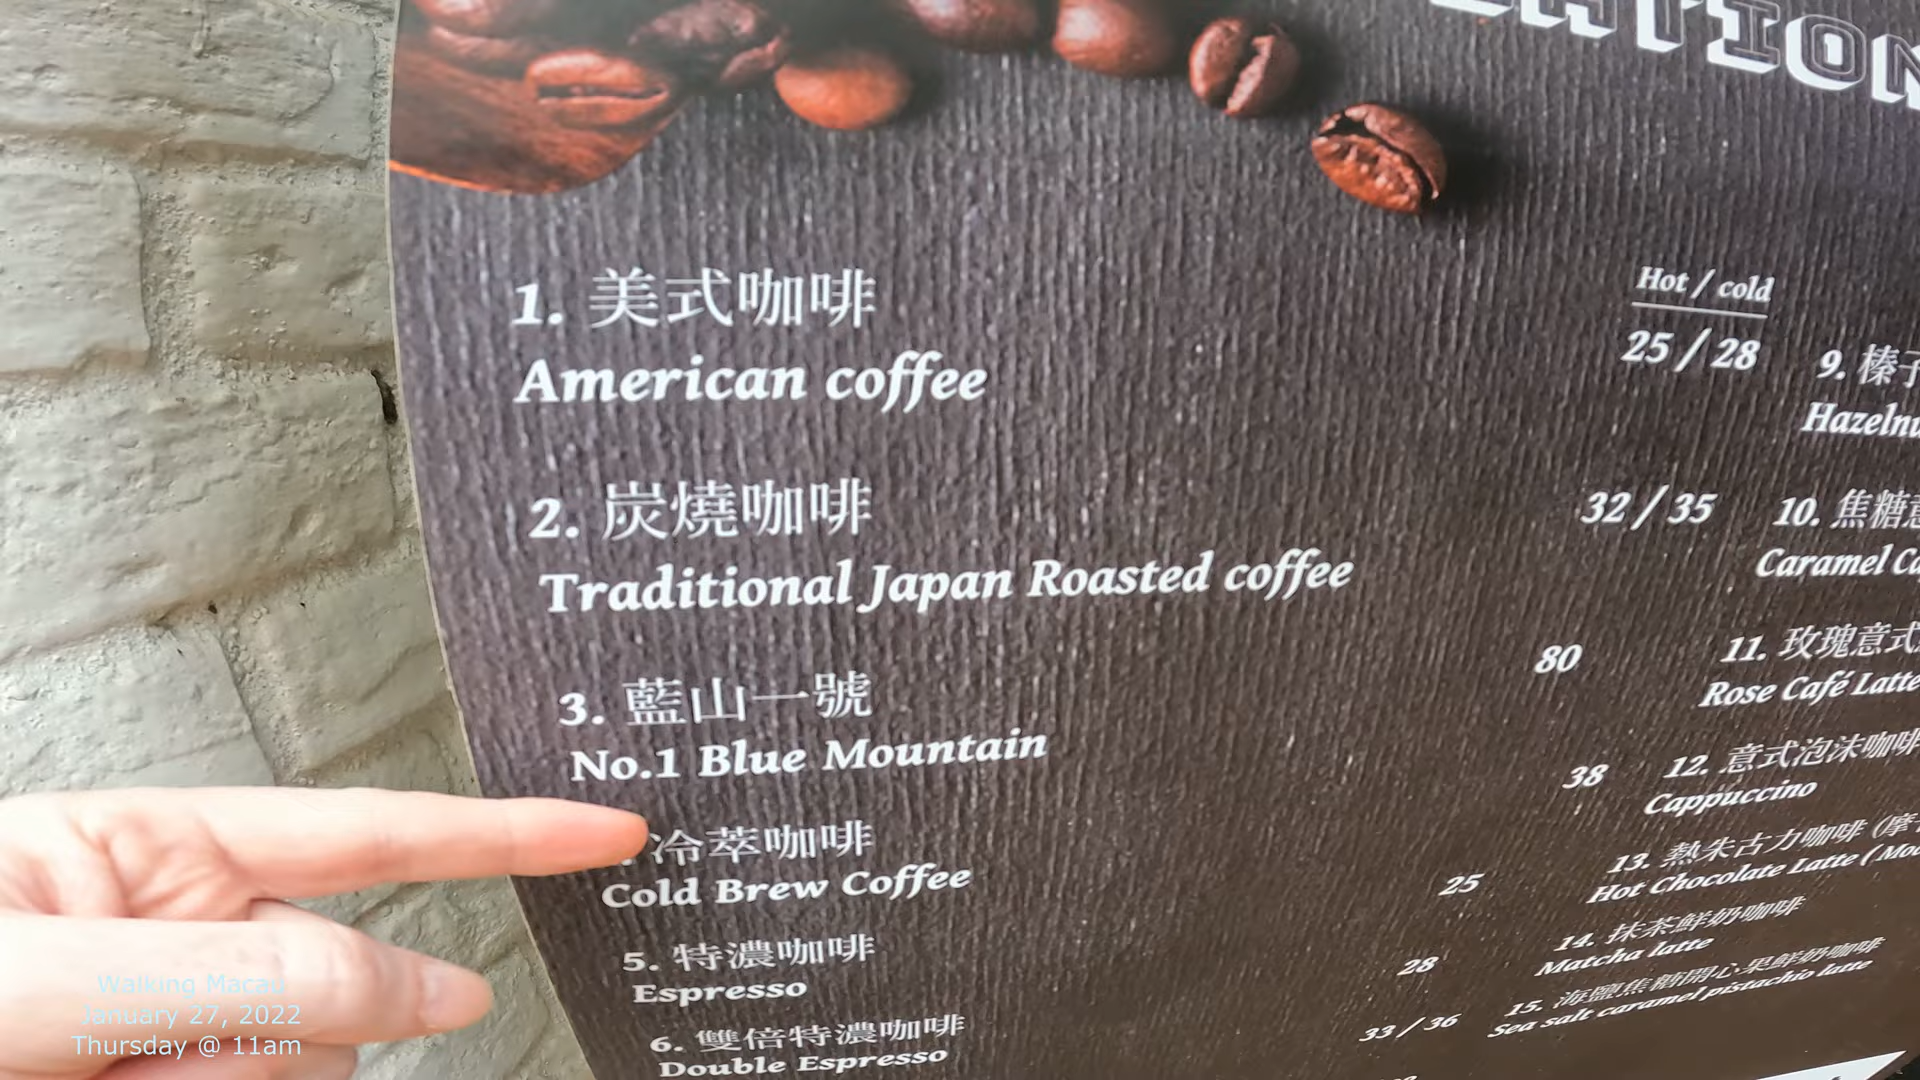 ATION
Hot / cold
1. 美式咖啡
25 / 28
American coffee
2. 炭燒咖啡
32 / 35
Traditional Japan Roasted coffee
3. 藍山一號
80
No.1 Blue Mountain
冷萃咖啡
38
Cold Brew Coffee
5. 特濃咖啡
25
Espresso
6. 雙倍特濃咖啡
28
Double Espresso
33 / 36
9. 榛子
Hazelnu
10. 焦糖意
Caramel Ca
11. 玫瑰意式
Rose Café Latte
12. 意式泡沫咖啡
Cappuccino
13. 熱朱古力咖啡 (摩
Hot Chocolate Latte ( Moc
14. 抹茶鮮奶咖啡
Matcha latte
15. 海鹽焦糖開心果鮮奶咖啡
Sea salt caramel pistachio latte
Walking Macau
January 27, 2022
Thursday @ 11am